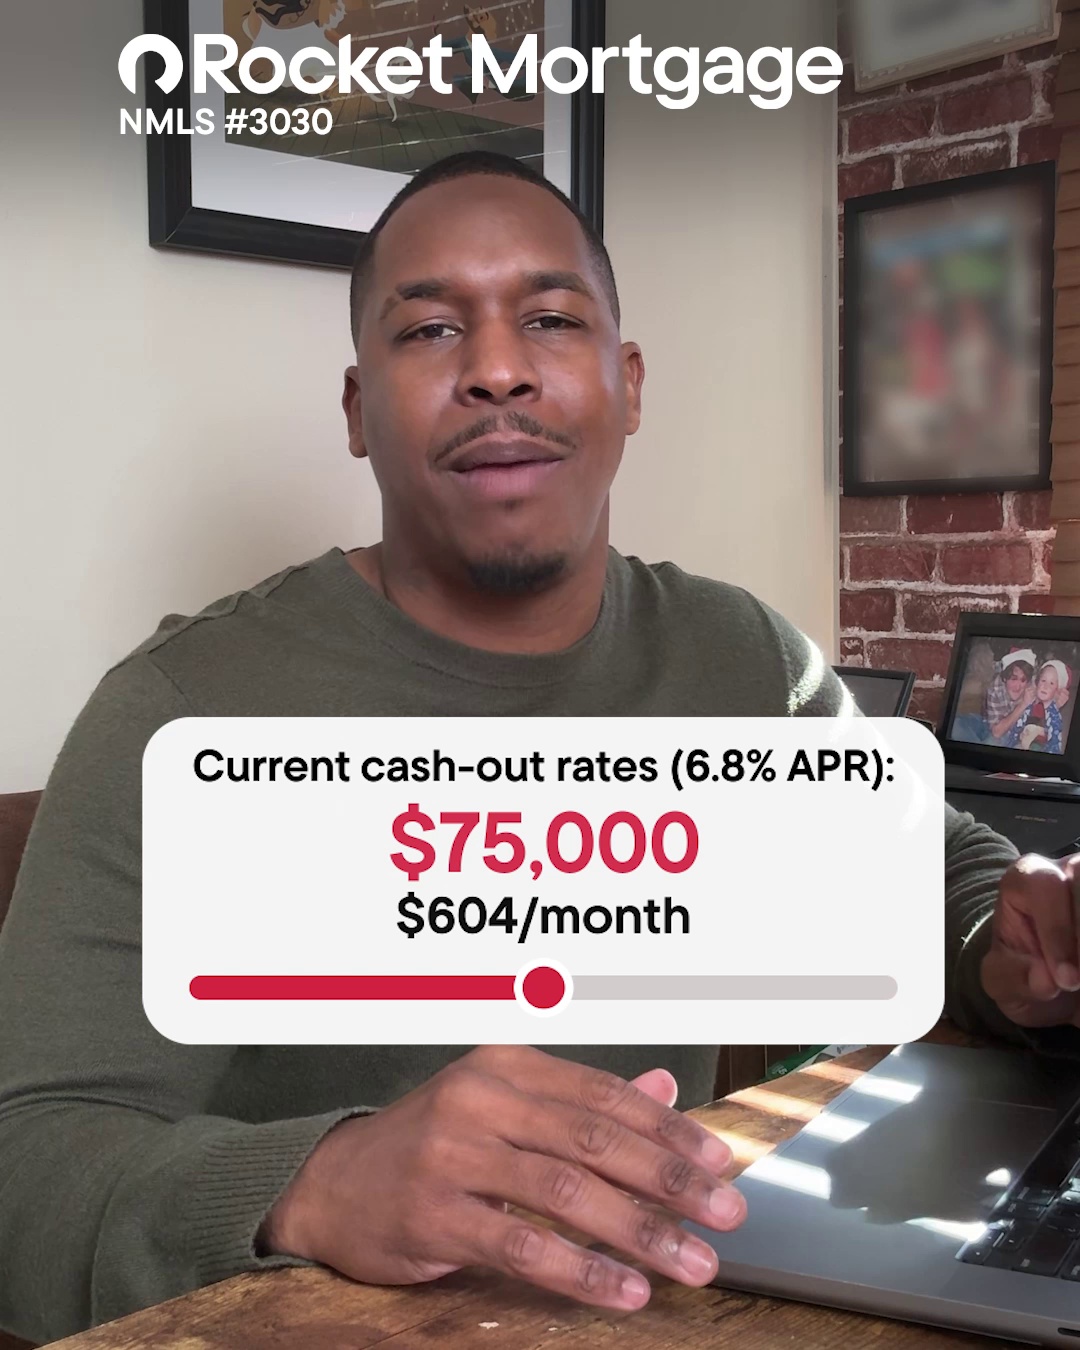 Rocket Mortgage
NMLS #3030
Current cash-out rates (6.8% APR):
$75,000
$604/month